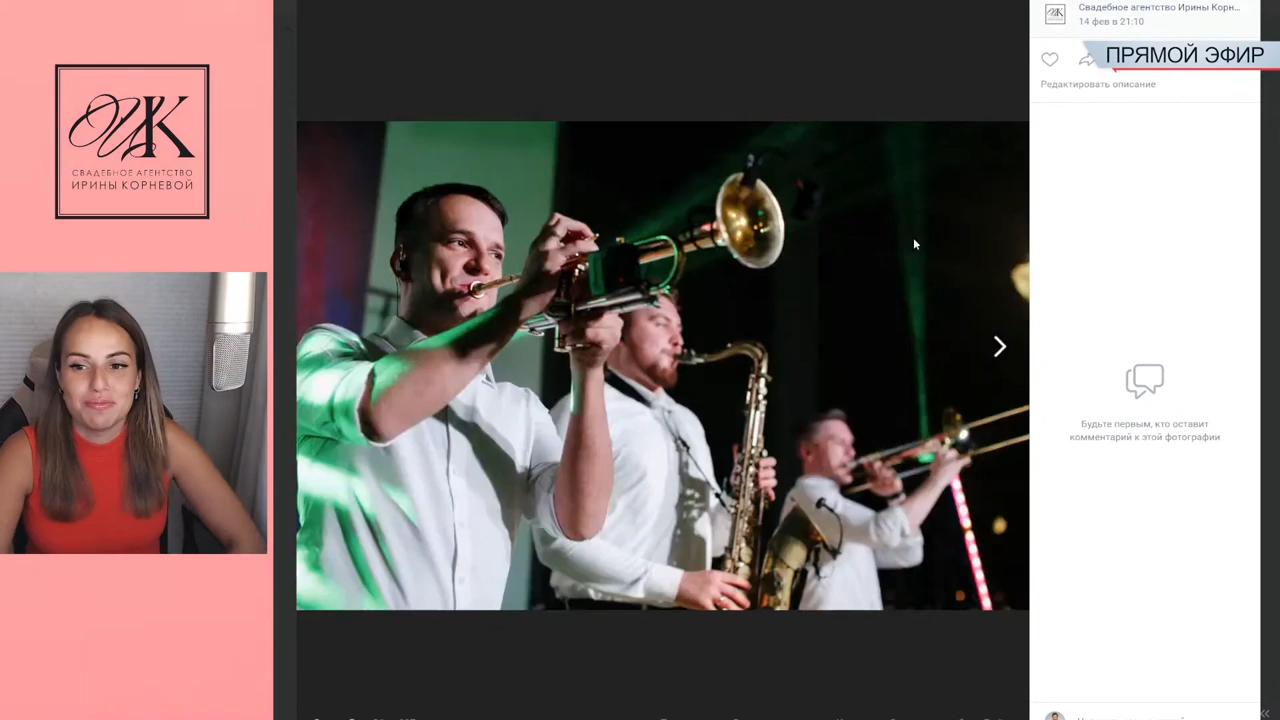 ИК
СВАДЕБНОЕ АГЕНТСТВО
ИРИНЫ КОРНЕВОЙ
Свадебное агентство Ирины Корн...
14 фев в 21:10
ПРЯМОЙ ЭФИР
Редактировать описание
Будьте первым, кто оставит
комментарий к этой фотографии